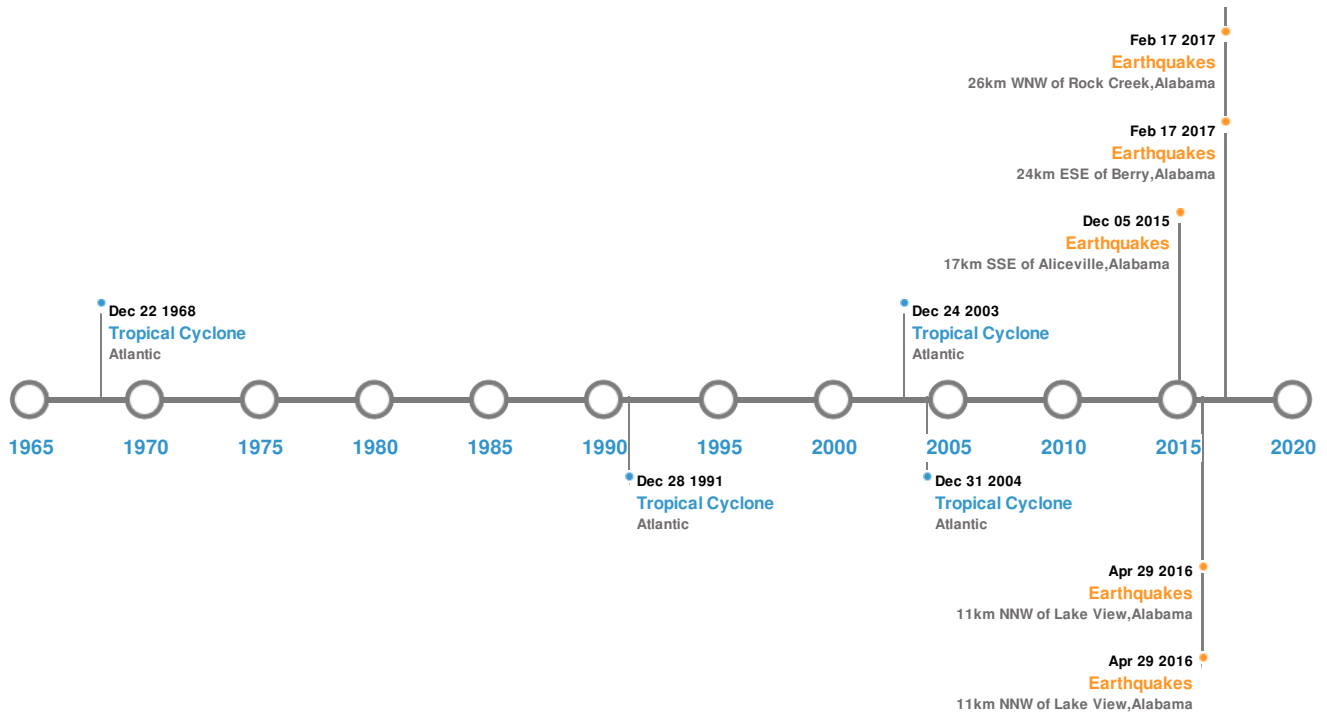 Feb 17 2017
Earthquakes
26km WNW of Rock Creek,Alabama
Feb 17 2017
Earthquakes
24km ESE of Berry,Alabama
Dec 05 2015
Earthquakes
17km SSE of Aliceville,Alabama
Dec 22 1968
Tropical Cyclone
Atlantic
Dec 24 2003
Tropical Cyclone
Atlantic
1965 1970 1975 1980 1985 1990 1995 2000 2005 2010 2015 2020
Dec 28 1991
Tropical Cyclone
Atlantic
Dec 31 2004
Tropical Cyclone
Atlantic
Apr 29 2016
Earthquakes
11km NNW of Lake View,Alabama
Apr 29 2016
Earthquakes
11km NNW of Lake View,Alabama